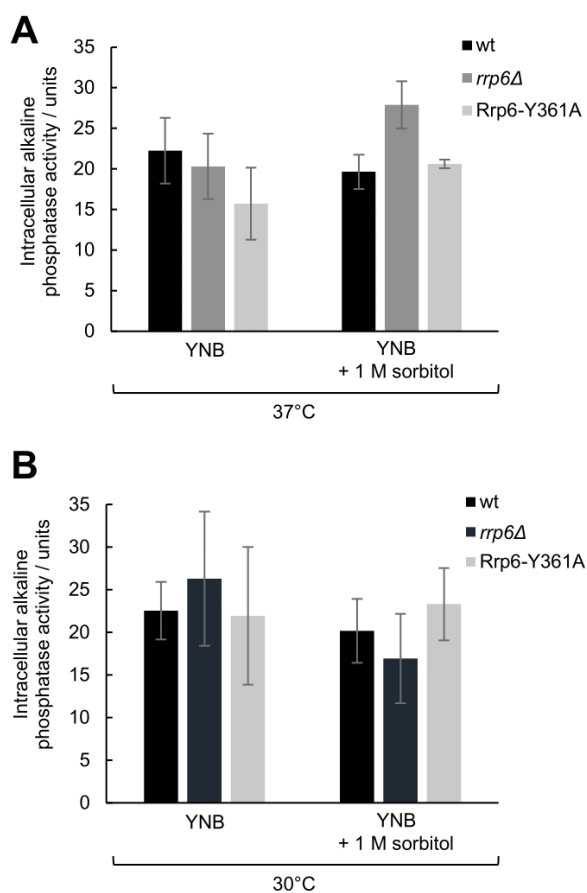 A
Intracellular alkaline
phosphatase activity / units
35
30
25
20
15
10
5
0
wt
rrp6Δ
Rrp6-Y361A
YNB
YNB
+ 1 M sorbitol
37°C
B
Intracellular alkaline
phosphatase activity / units
35
30
25
20
15
10
5
0
wt
rrp6Δ
Rrp6-Y361A
YNB
YNB
+ 1 M sorbitol
30°C